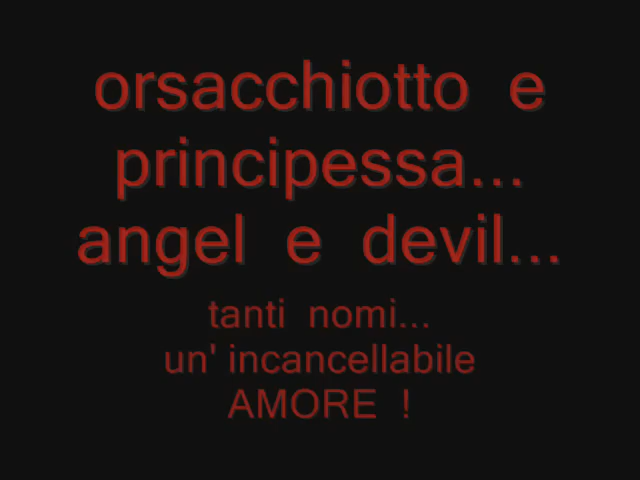 orsacchiotto e
principessa...
angel e devil...
tanti nomi...
un' incancellabile
AMORE !